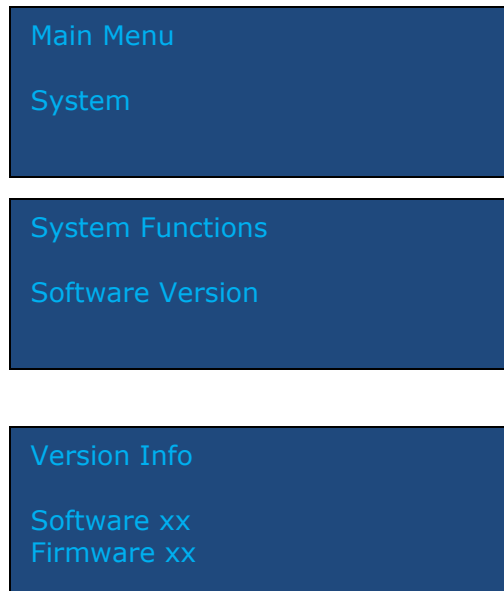 Main Menu
System
System Functions
Software Version
Version Info
Software xx
Firmware xx